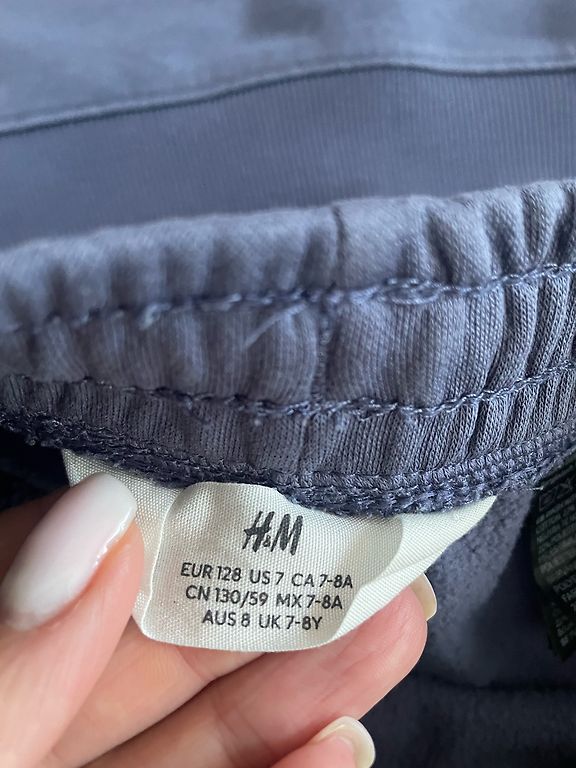 H&M
EUR 128 US 7 CA 7-8A
CN 130/59 MX 7-8A
AUS 8 UK 7-8Y